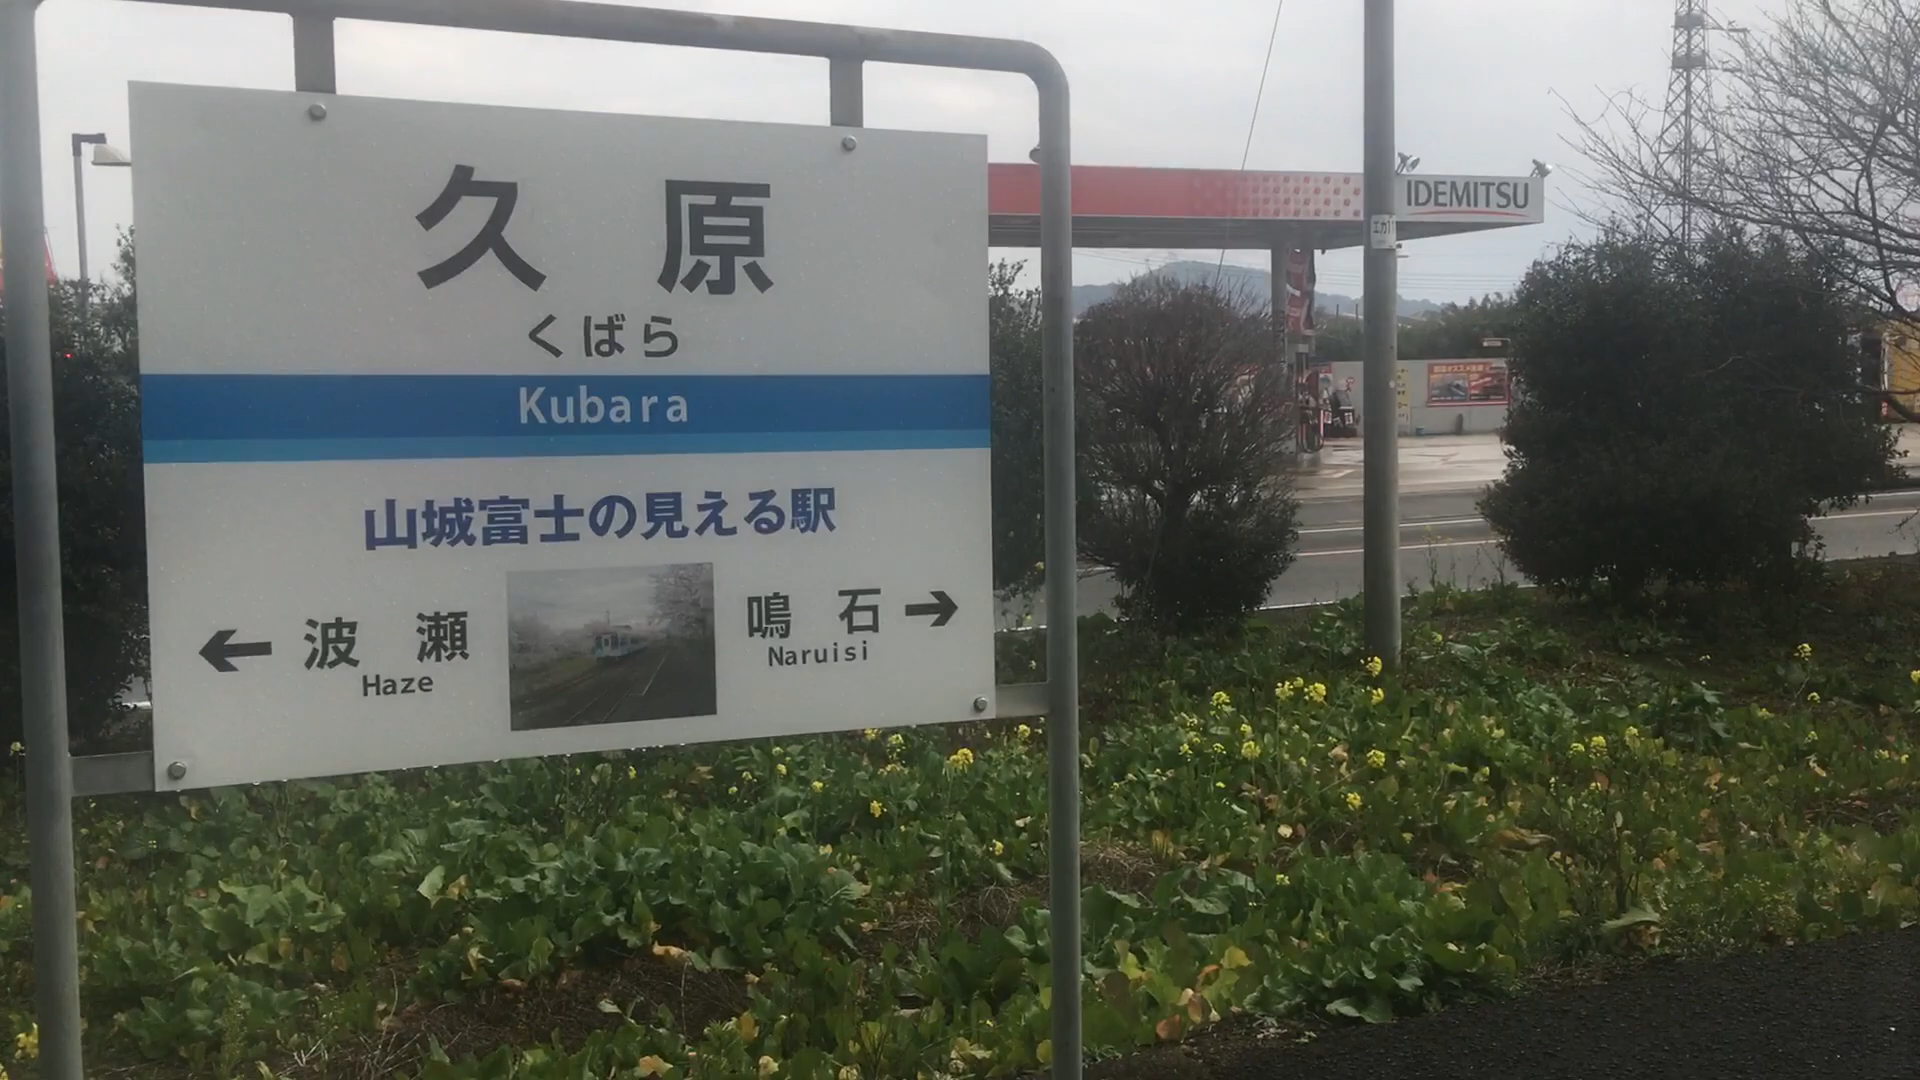 久 原
くばら
Kubara
山城富士の見える駅
← 波 瀬
Haze
鳴 石 →
Naruisi
IDEMITSU